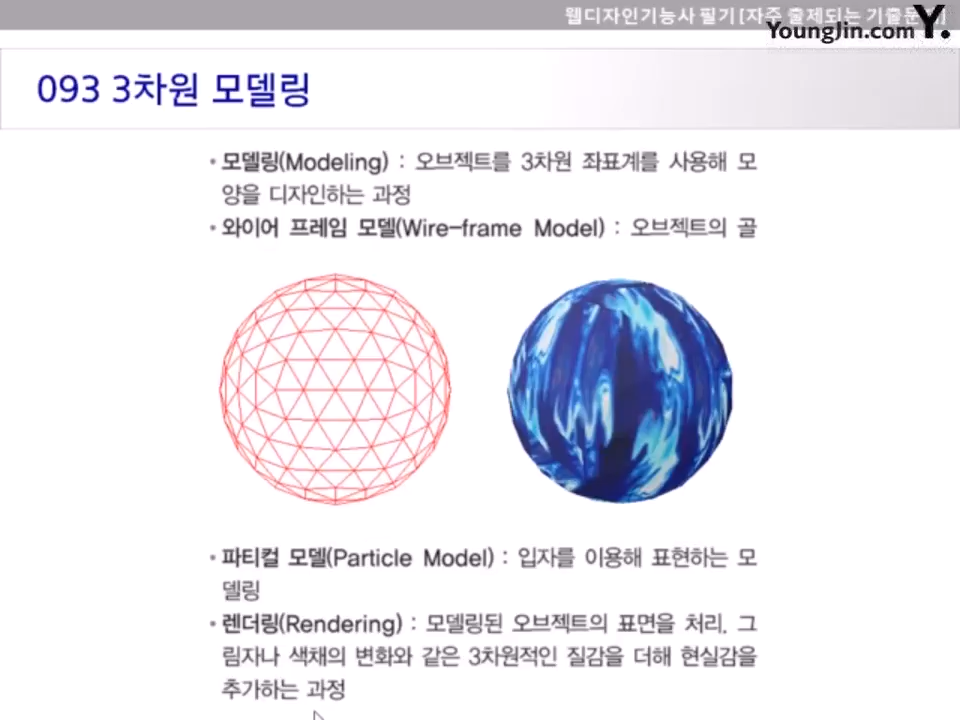 웹디자인기능사 필기 [자주 출제되는 기출문제]
YoungJin.com Y.
093 3차원 모델링
• 모델링(Modeling) : 오브젝트를 3차원 좌표계를 사용해 모
양을 디자인하는 과정
• 와이어 프레임 모델(Wire-frame Model) : 오브젝트의 골
• 파티컬 모델(Particle Model) : 입자를 이용해 표현하는 모
델링
• 렌더링(Rendering) : 모델링된 오브젝트의 표면을 처리, 그
림자나 색채의 변화와 같은 3차원적인 질감을 더해 현실감을
추가하는 과정